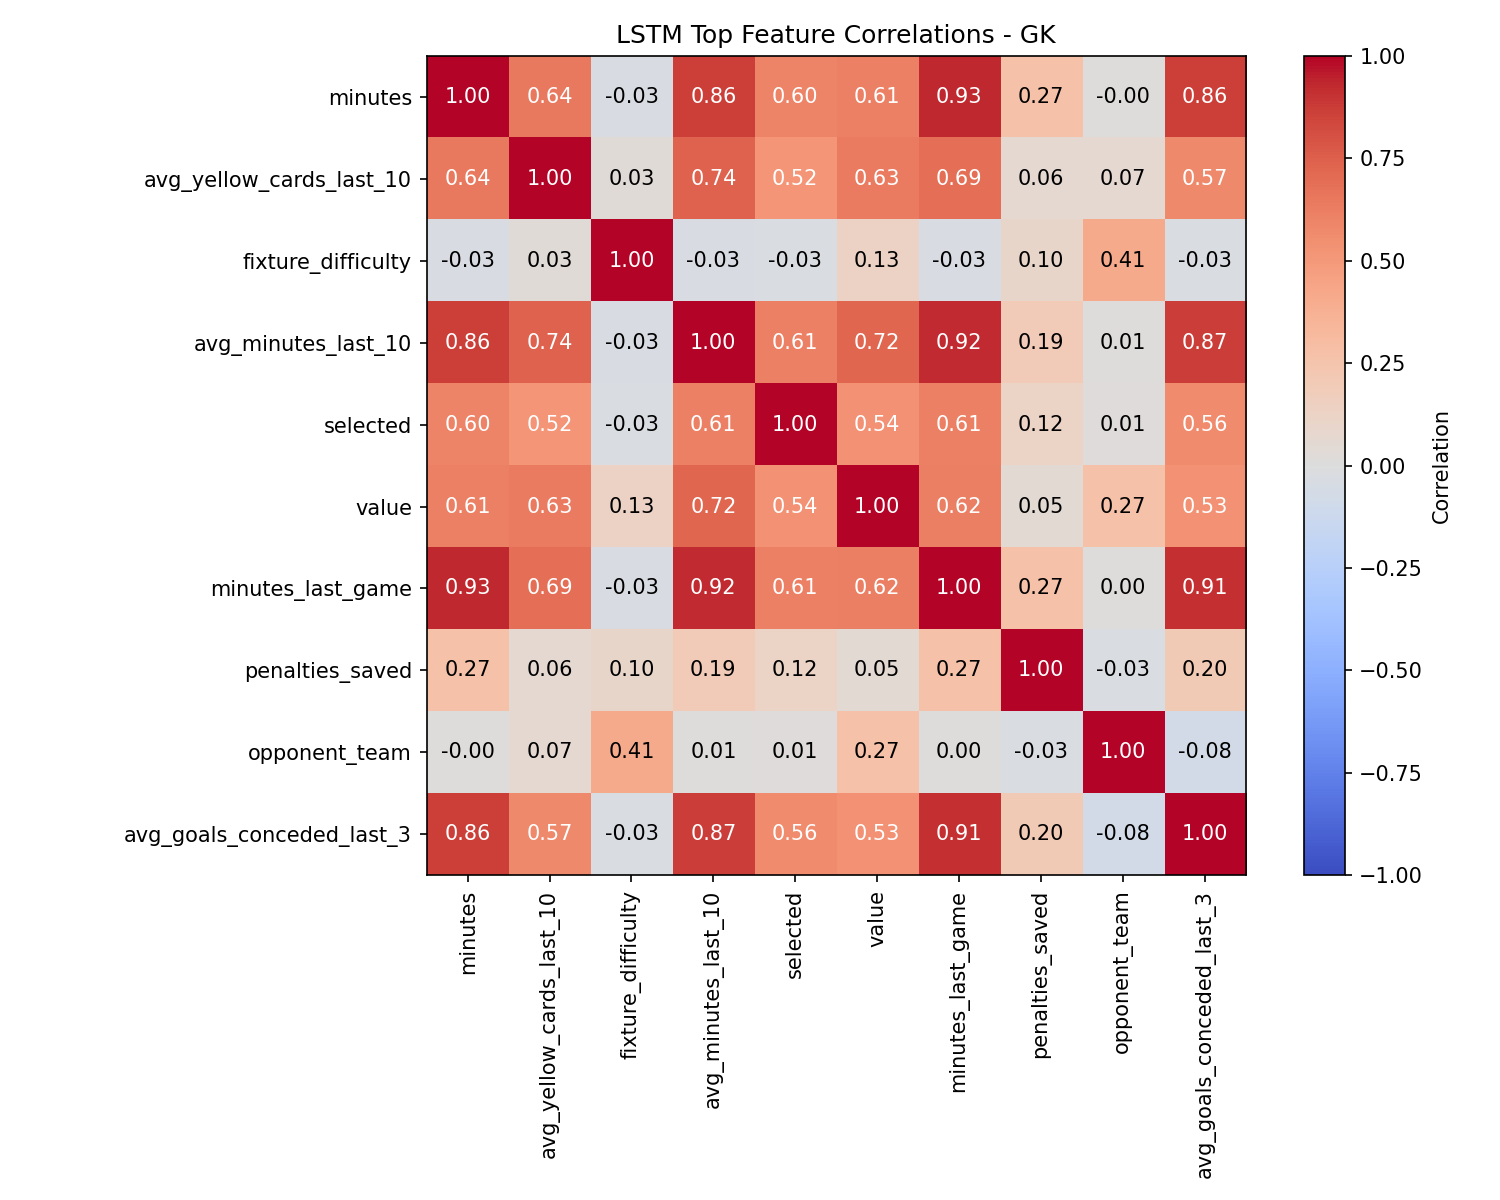 LSTM Top Feature Correlations - GK
minutes 1.00 0.64 -0.03 0.86 0.60 0.61 0.93 0.27 -0.00 0.86
avg_yellow_cards_last_10 0.64 1.00 0.03 0.74 0.52 0.63 0.69 0.06 0.07 0.57
fixture_difficulty -0.03 0.03 1.00 -0.03 -0.03 0.13 -0.03 0.10 0.41 -0.03
avg_minutes_last_10 0.86 0.74 -0.03 1.00 0.61 0.72 0.92 0.19 0.01 0.87
selected 0.60 0.52 -0.03 0.61 1.00 0.54 0.61 0.12 0.01 0.56
value 0.61 0.63 0.13 0.72 0.54 1.00 0.62 0.05 0.27 0.53
minutes_last_game 0.93 0.69 -0.03 0.92 0.61 0.62 1.00 0.27 0.00 0.91
penalties_saved 0.27 0.06 0.10 0.19 0.12 0.05 0.27 1.00 -0.03 0.20
opponent_team -0.00 0.07 0.41 0.01 0.01 0.27 0.00 -0.03 1.00 -0.08
avg_goals_conceded_last_3 0.86 0.57 -0.03 0.87 0.56 0.53 0.91 0.20 -0.08 1.00
minutes
avg_yellow_cards_last_10
fixture_difficulty
avg_minutes_last_10
selected
value
minutes_last_game
penalties_saved
opponent_team
avg_goals_conceded_last_3
1.00
0.75
0.50
0.25
0.00
−0.25
−0.50
−0.75
−1.00
Correlation